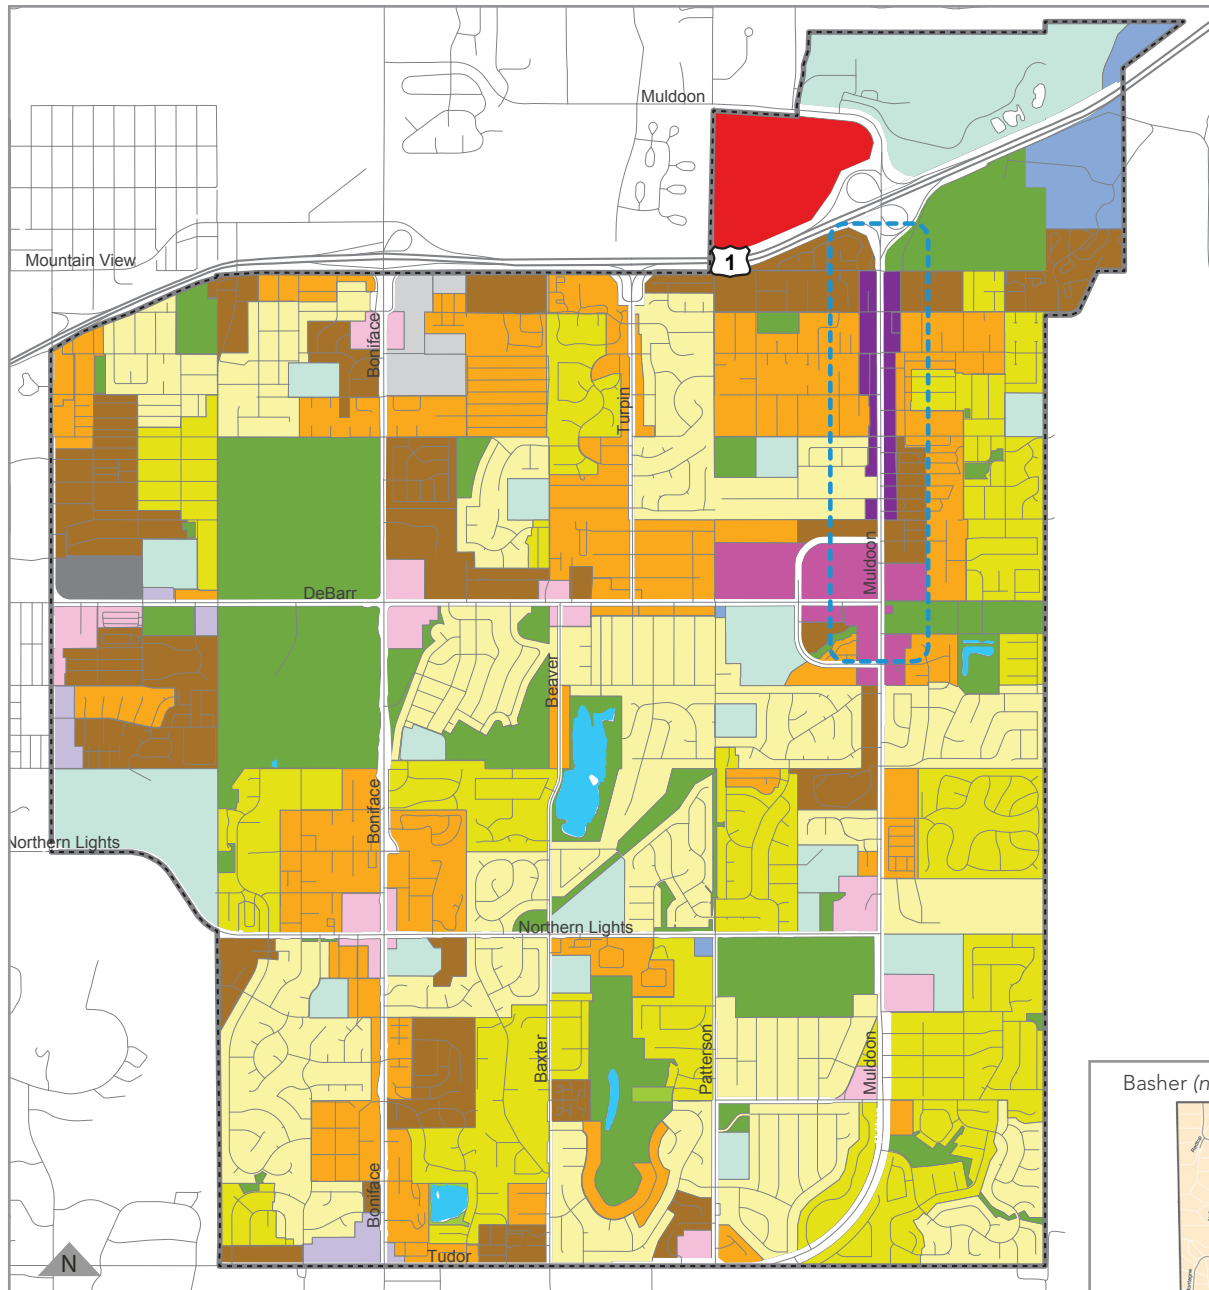 Muldoon
Mountain View
1
Boniface
Turpin
Muldoon
DeBarr
Beaver
Boniface
Northern Lights
Northern Lights
Baxter
Patterson
Muldoon
Basher (n
Boniface
Tudor
N